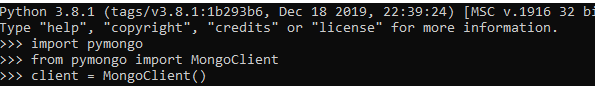 Python 3.8.1 (tags/v3.8.1:1b293b6, Dec 18 2019, 22:39:24) [MSC v.1916 32 bi
Type "help", "copyright", "credits" or "license" for more information.
>>> import pymongo
>>> from pymongo import MongoClient
>>> client = MongoClient()